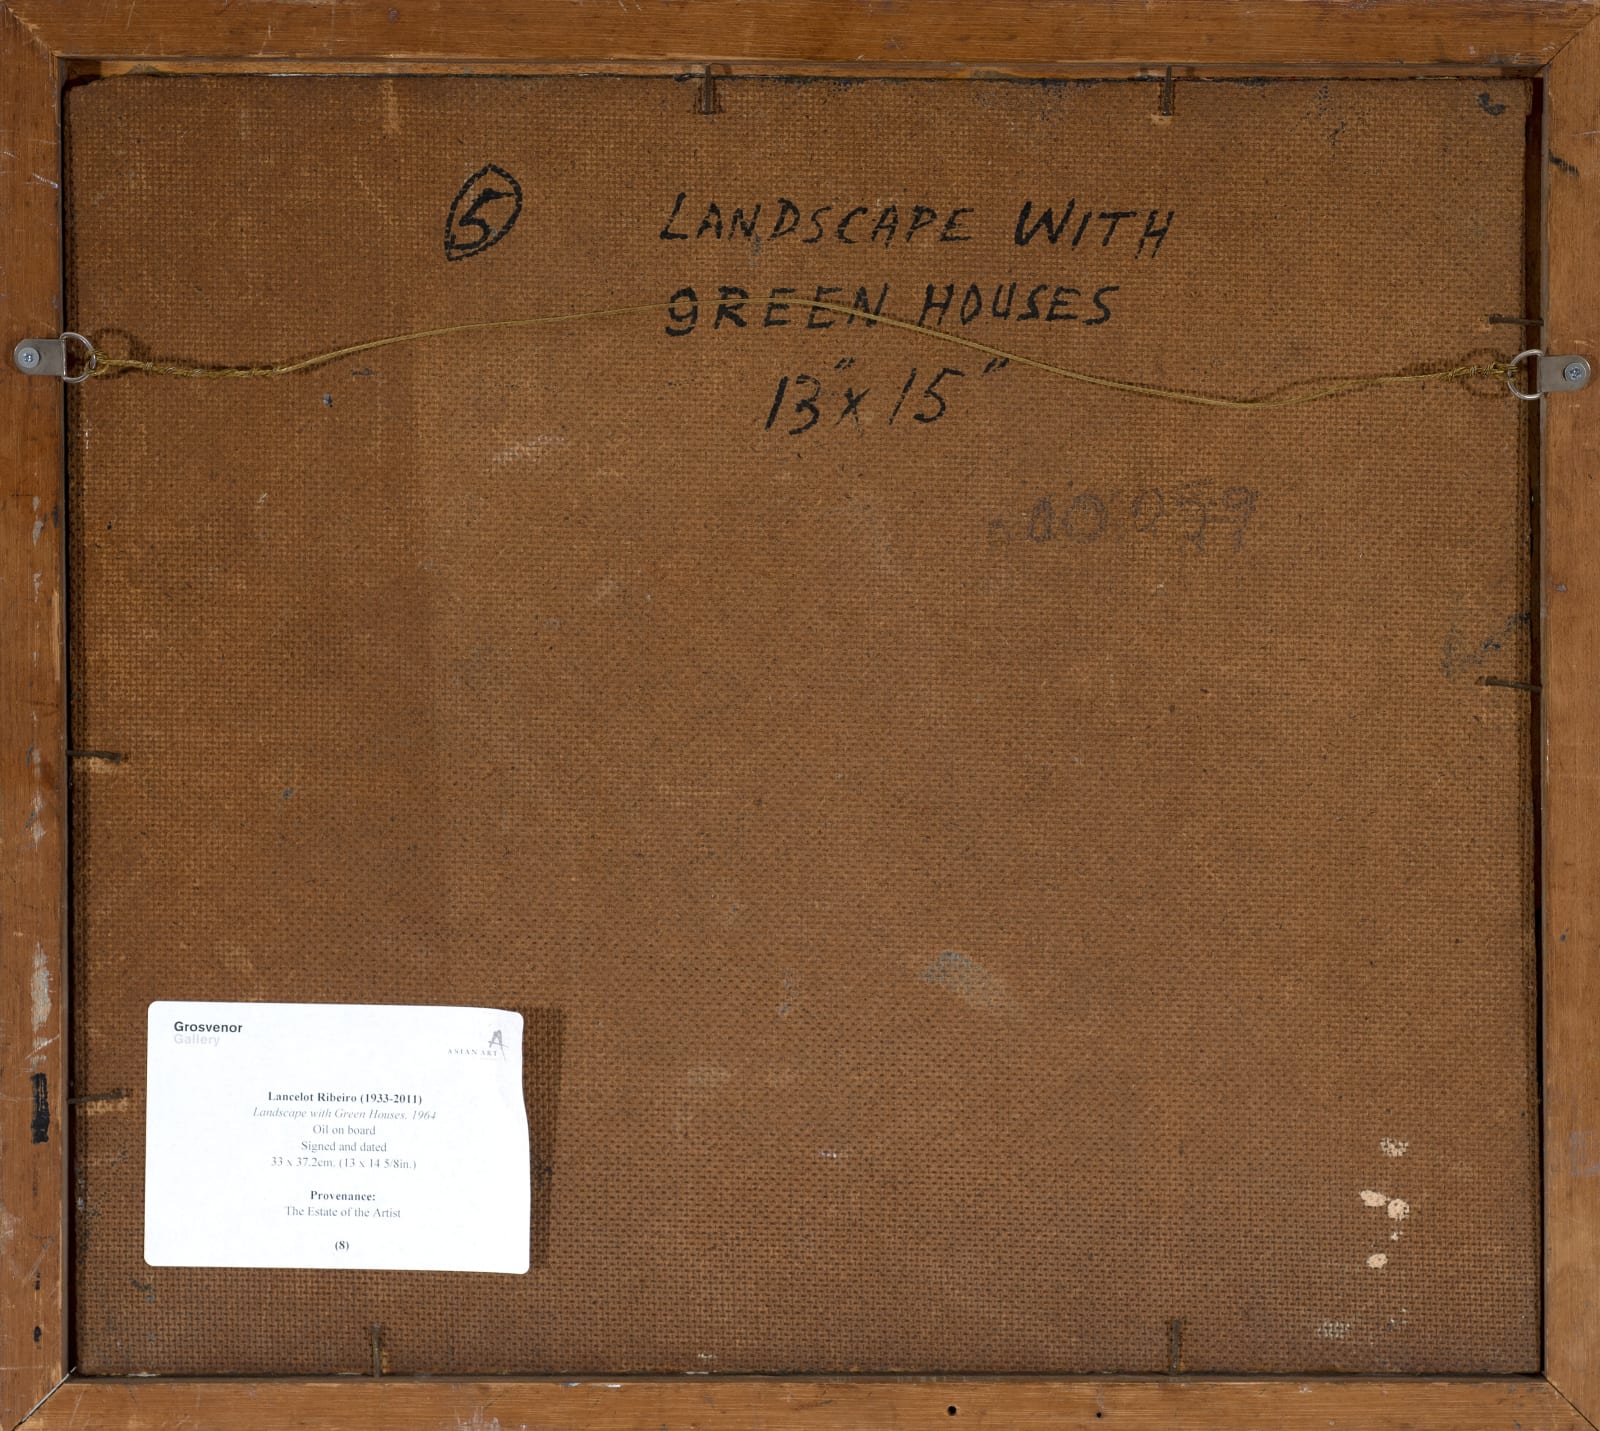 5
LANDSCAPE WITH
gREEN HOUSES
13" x 15"
Grosvenor
Gallery
ASIAN ART
Lancelot Ribeiro (1933-2011)
Landscape with Green Houses, 1964
Oil on board
Signed and dated
33 x 37.2cm. (13 x 14 5/8in.)
Provenance:
The Estate of the Artist
(8)